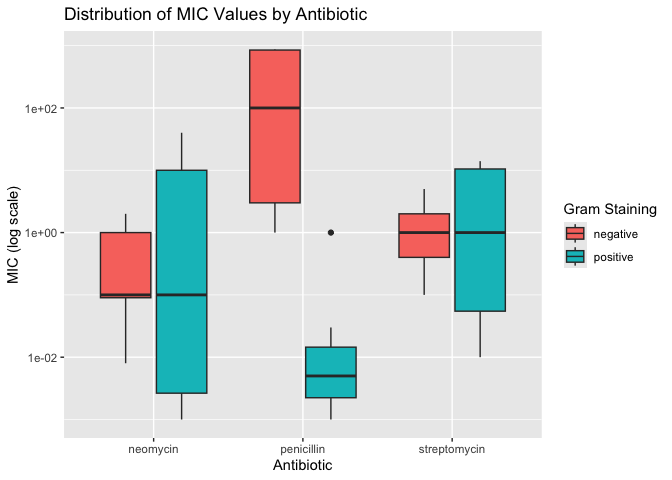 Distribution of MIC Values by Antibiotic
MIC (log scale)
1e+02
1e+00
1e-02
neomycin
penicillin
streptomycin
Antibiotic
Gram Staining
negative
positive